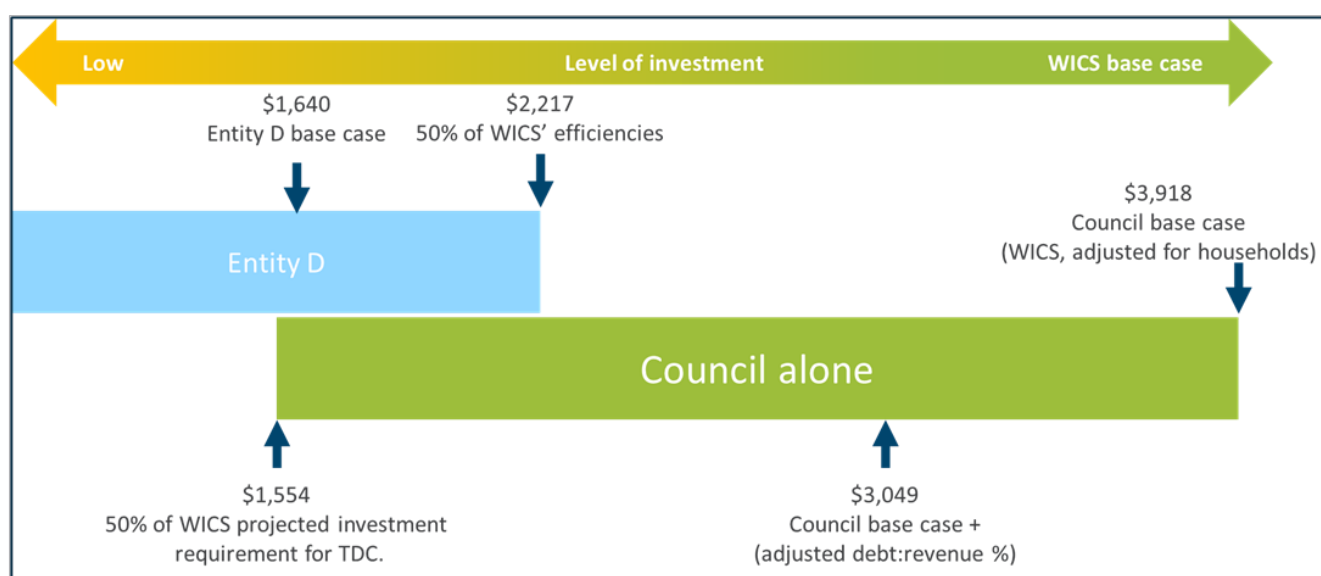 Low Level of investment WICS base case
$1,640
Entity D base case
$2,217
50% of WICS' efficiencies
$3,918
Council base case
(WICS, adjusted for households)
Entity D
Council alone
$1,554
50% of WICS projected investment
requirement for TDC.
$3,049
Council base case +
(adjusted debt:revenue %)